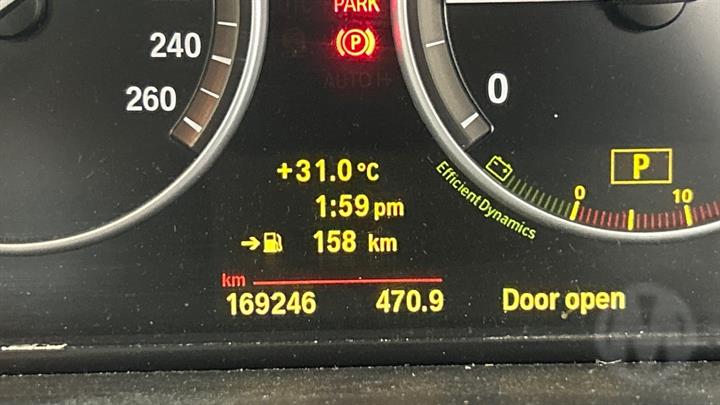 PARK
P
240
260
0
AUTO H
+31.0 °C
1:59 pm
158 km
km
169246 470.9
Door open
EfficientDynamics
P
0 10